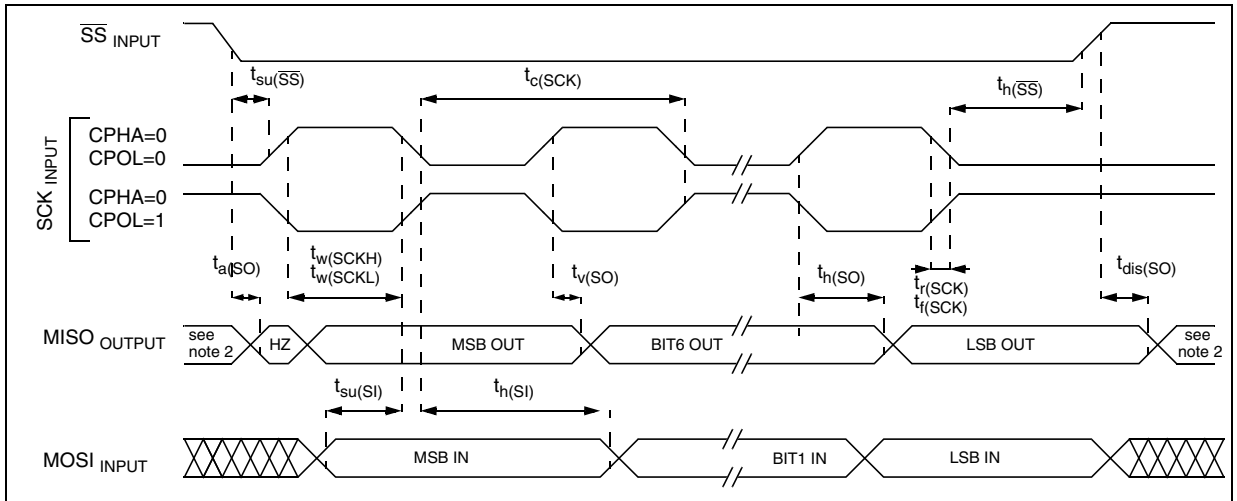 SS INPUT
tsu(SS)
tc(SCK)
th(SS)
SCK INPUT
CPHA=0
CPOL=0
CPHA=0
CPOL=1
ta(SO)
tw(SCKH)
tw(SCKL)
tv(SO)
th(SO)
tr(SCK)
tf(SCK)
tdis(SO)
MISO OUTPUT
see
note 2
HZ
MSB OUT
BIT6 OUT
LSB OUT
see
note 2
tsu(SI)
th(SI)
MOSI INPUT
MSB IN
BIT1 IN
LSB IN